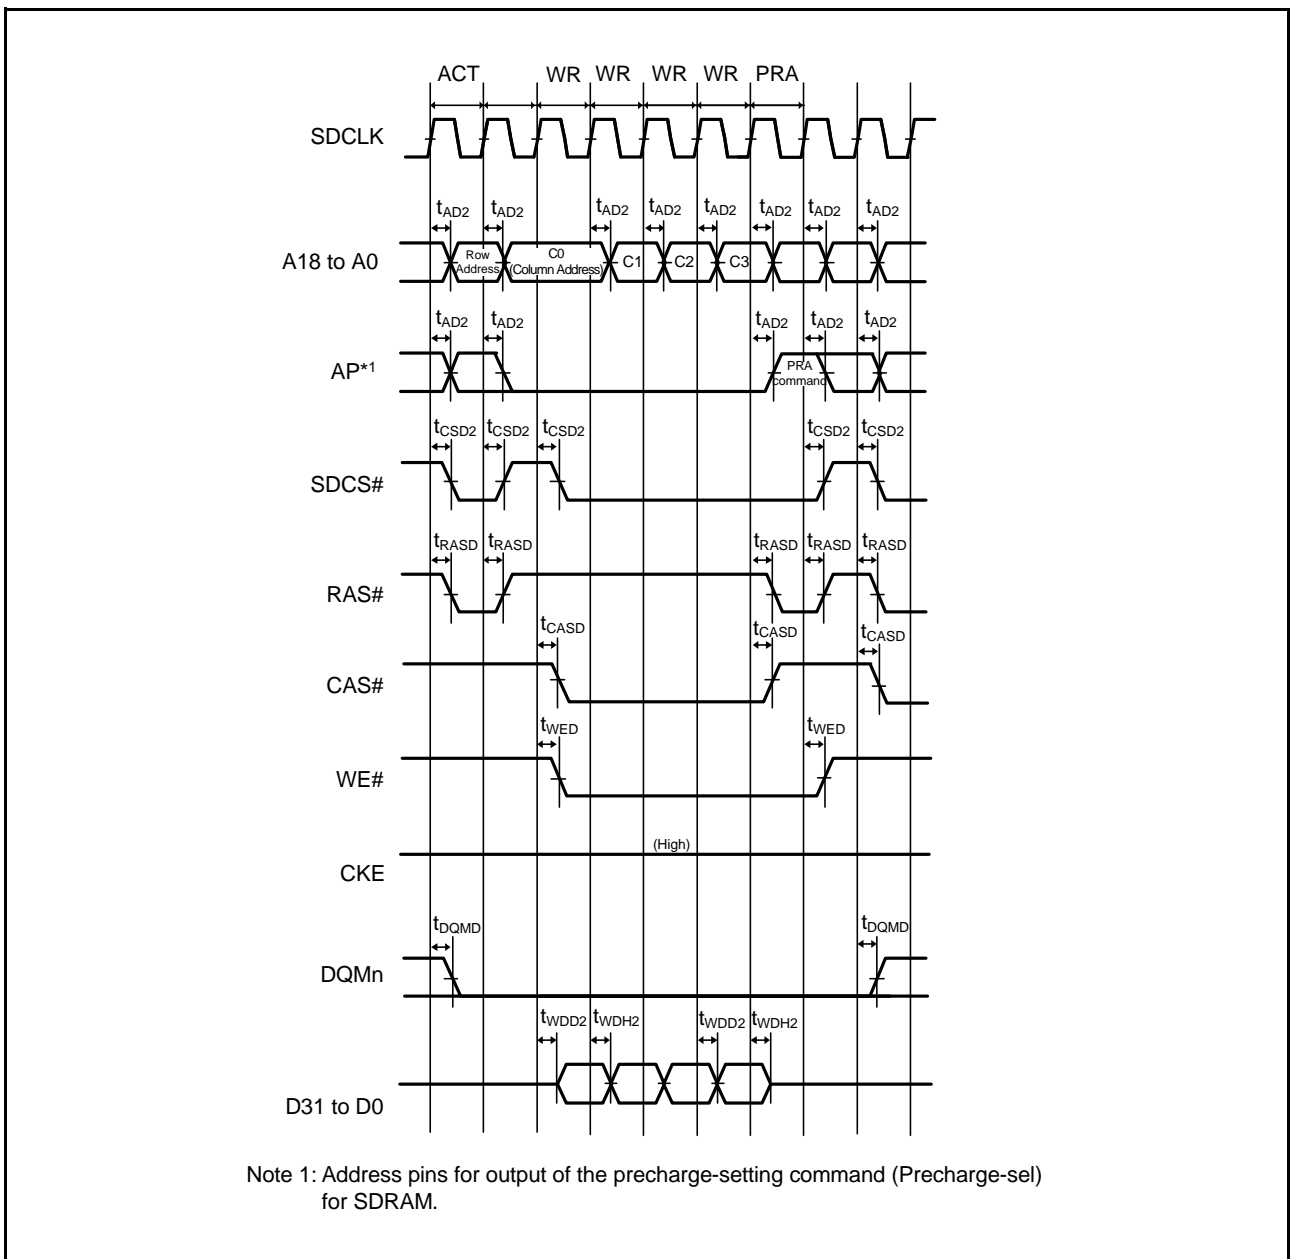 ACT WR WR WR WR PRA
SDCLK
tAD2 tAD2 tAD2 tAD2 tAD2 tAD2 tAD2 tAD2
A18 to A0
Row
Address
C0
(Column Address)
C1 C2 C3
tAD2 tAD2 tAD2 tAD2 tAD2
AP*1
PRA
command
tCSD2 tCSD2 tCSD2 tCSD2 tCSD2
SDCS#
tRASD tRASD tRASD tRASD tRASD
RAS#
tCASD tCASD tCASD
CAS#
tWED tWED
WE#
(High)
CKE
tDQMD tDQMD
DQMn
tWDD2 tWDH2 tWDD2 tWDH2
D31 to D0
Note 1: Address pins for output of the precharge-setting command (Precharge-sel)
for SDRAM.